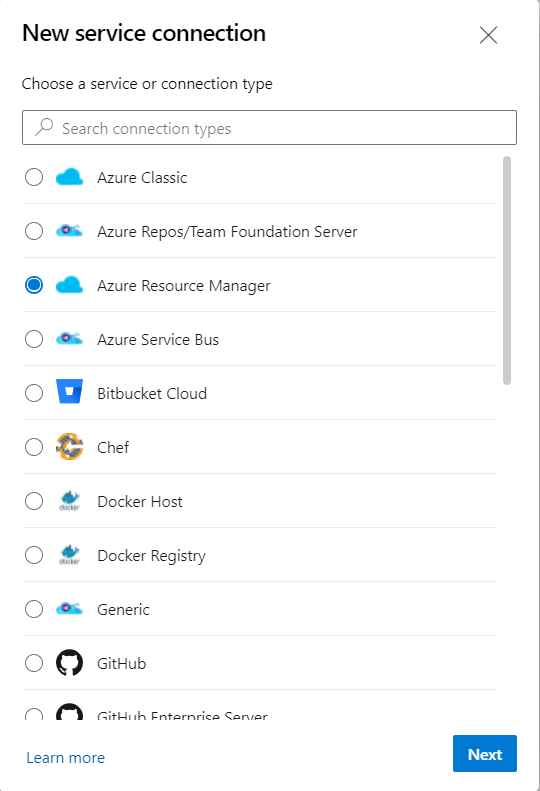 New service connection
Choose a service or connection type
Search connection types
Azure Classic
Azure Repos/Team Foundation Server
Azure Resource Manager
Azure Service Bus
Bitbucket Cloud
Chef
docker
Docker Host
docker
Docker Registry
Generic
GitHub
GitHub Enterprise Server
Learn more
Next